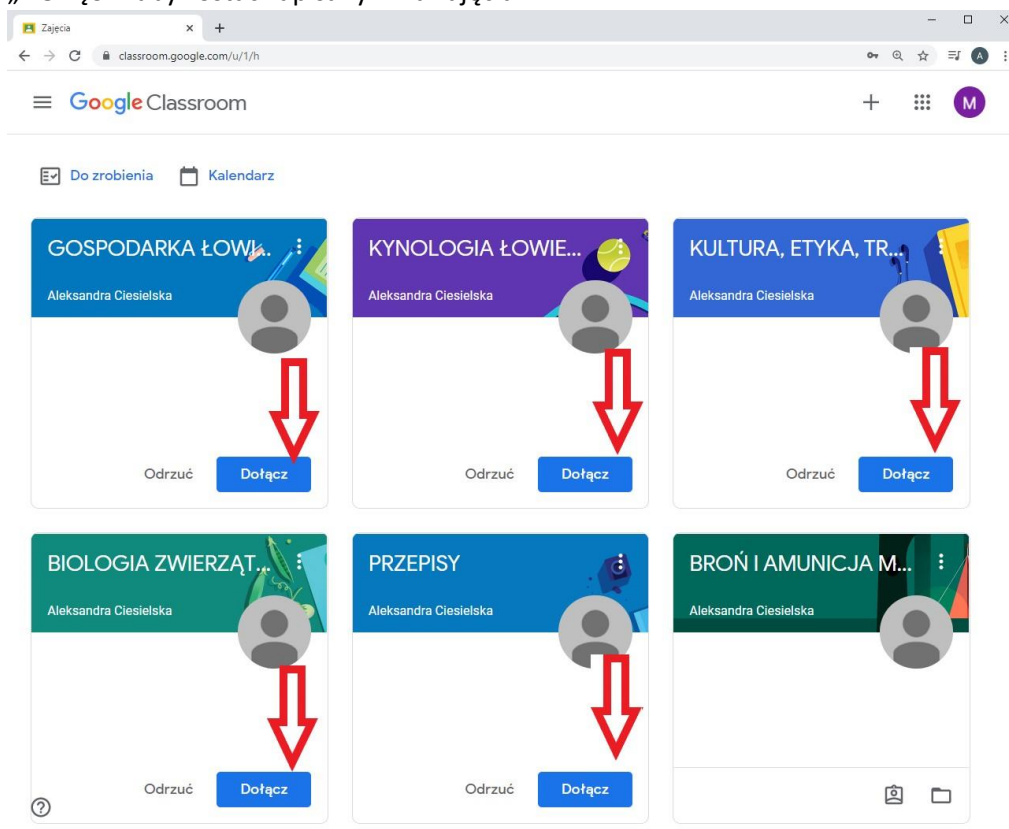 Zajęcia
classroom.google.com/u/1/h
A
Google Classroom
M
Do zrobienia Kalendarz
GOSPODARKA ŁOWI...
Aleksandra Ciesielska
Odrzuć Dołącz
KYNOLOGIA ŁOWIE...
Aleksandra Ciesielska
Odrzuć Dołącz
KULTURA, ETYKA, TR...
Aleksandra Ciesielska
Odrzuć Dołącz
BIOLOGIA ZWIERZĄT...
Aleksandra Ciesielska
Odrzuć Dołącz
PRZEPISY
Aleksandra Ciesielska
Odrzuć Dołącz
BROŃ I AMUNICJA M...
Aleksandra Ciesielska